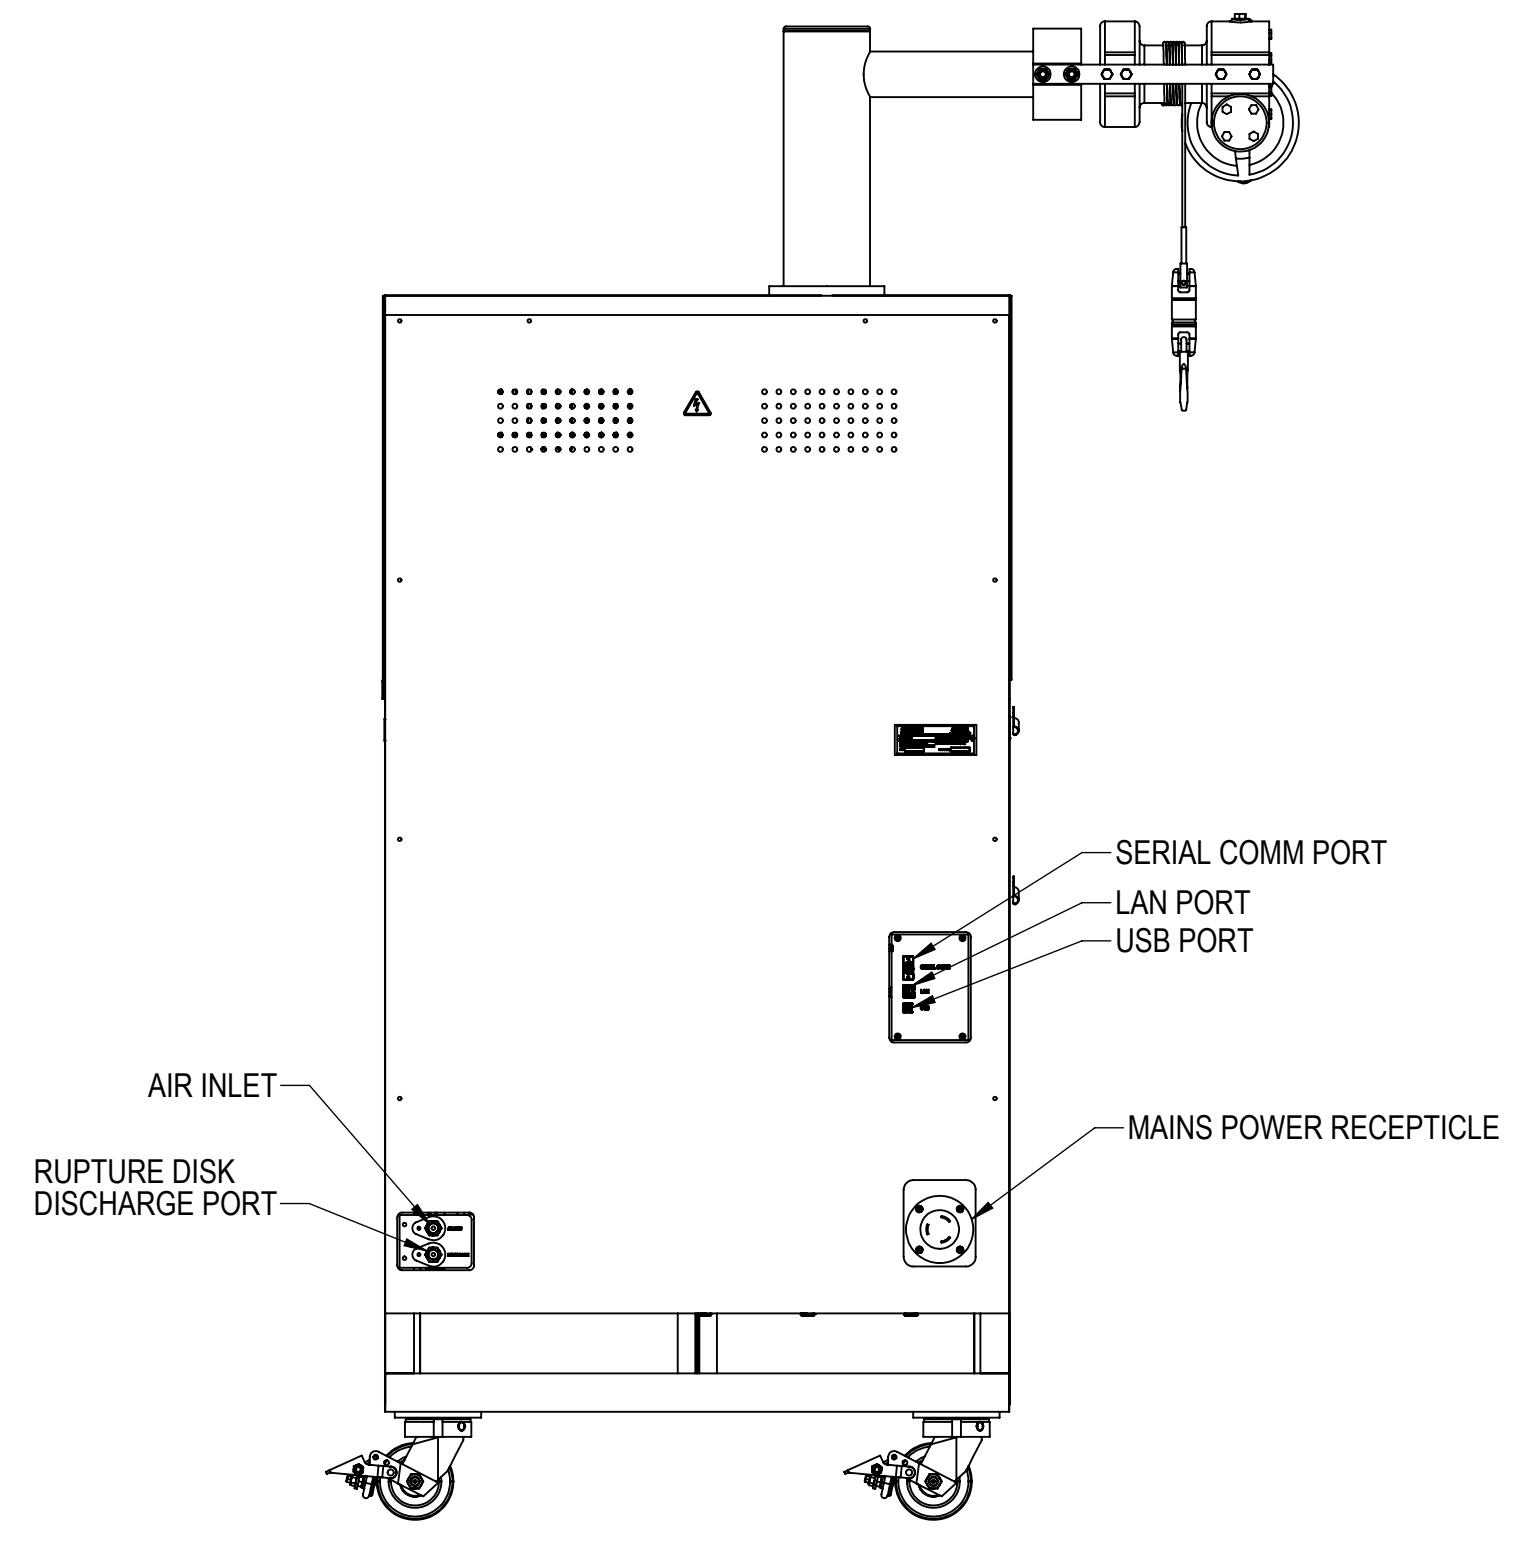 SERIAL COMM PORT
LAN PORT
USB PORT
AIR INLET
MAINS POWER RECEPTICLE
RUPTURE DISK
DISCHARGE PORT